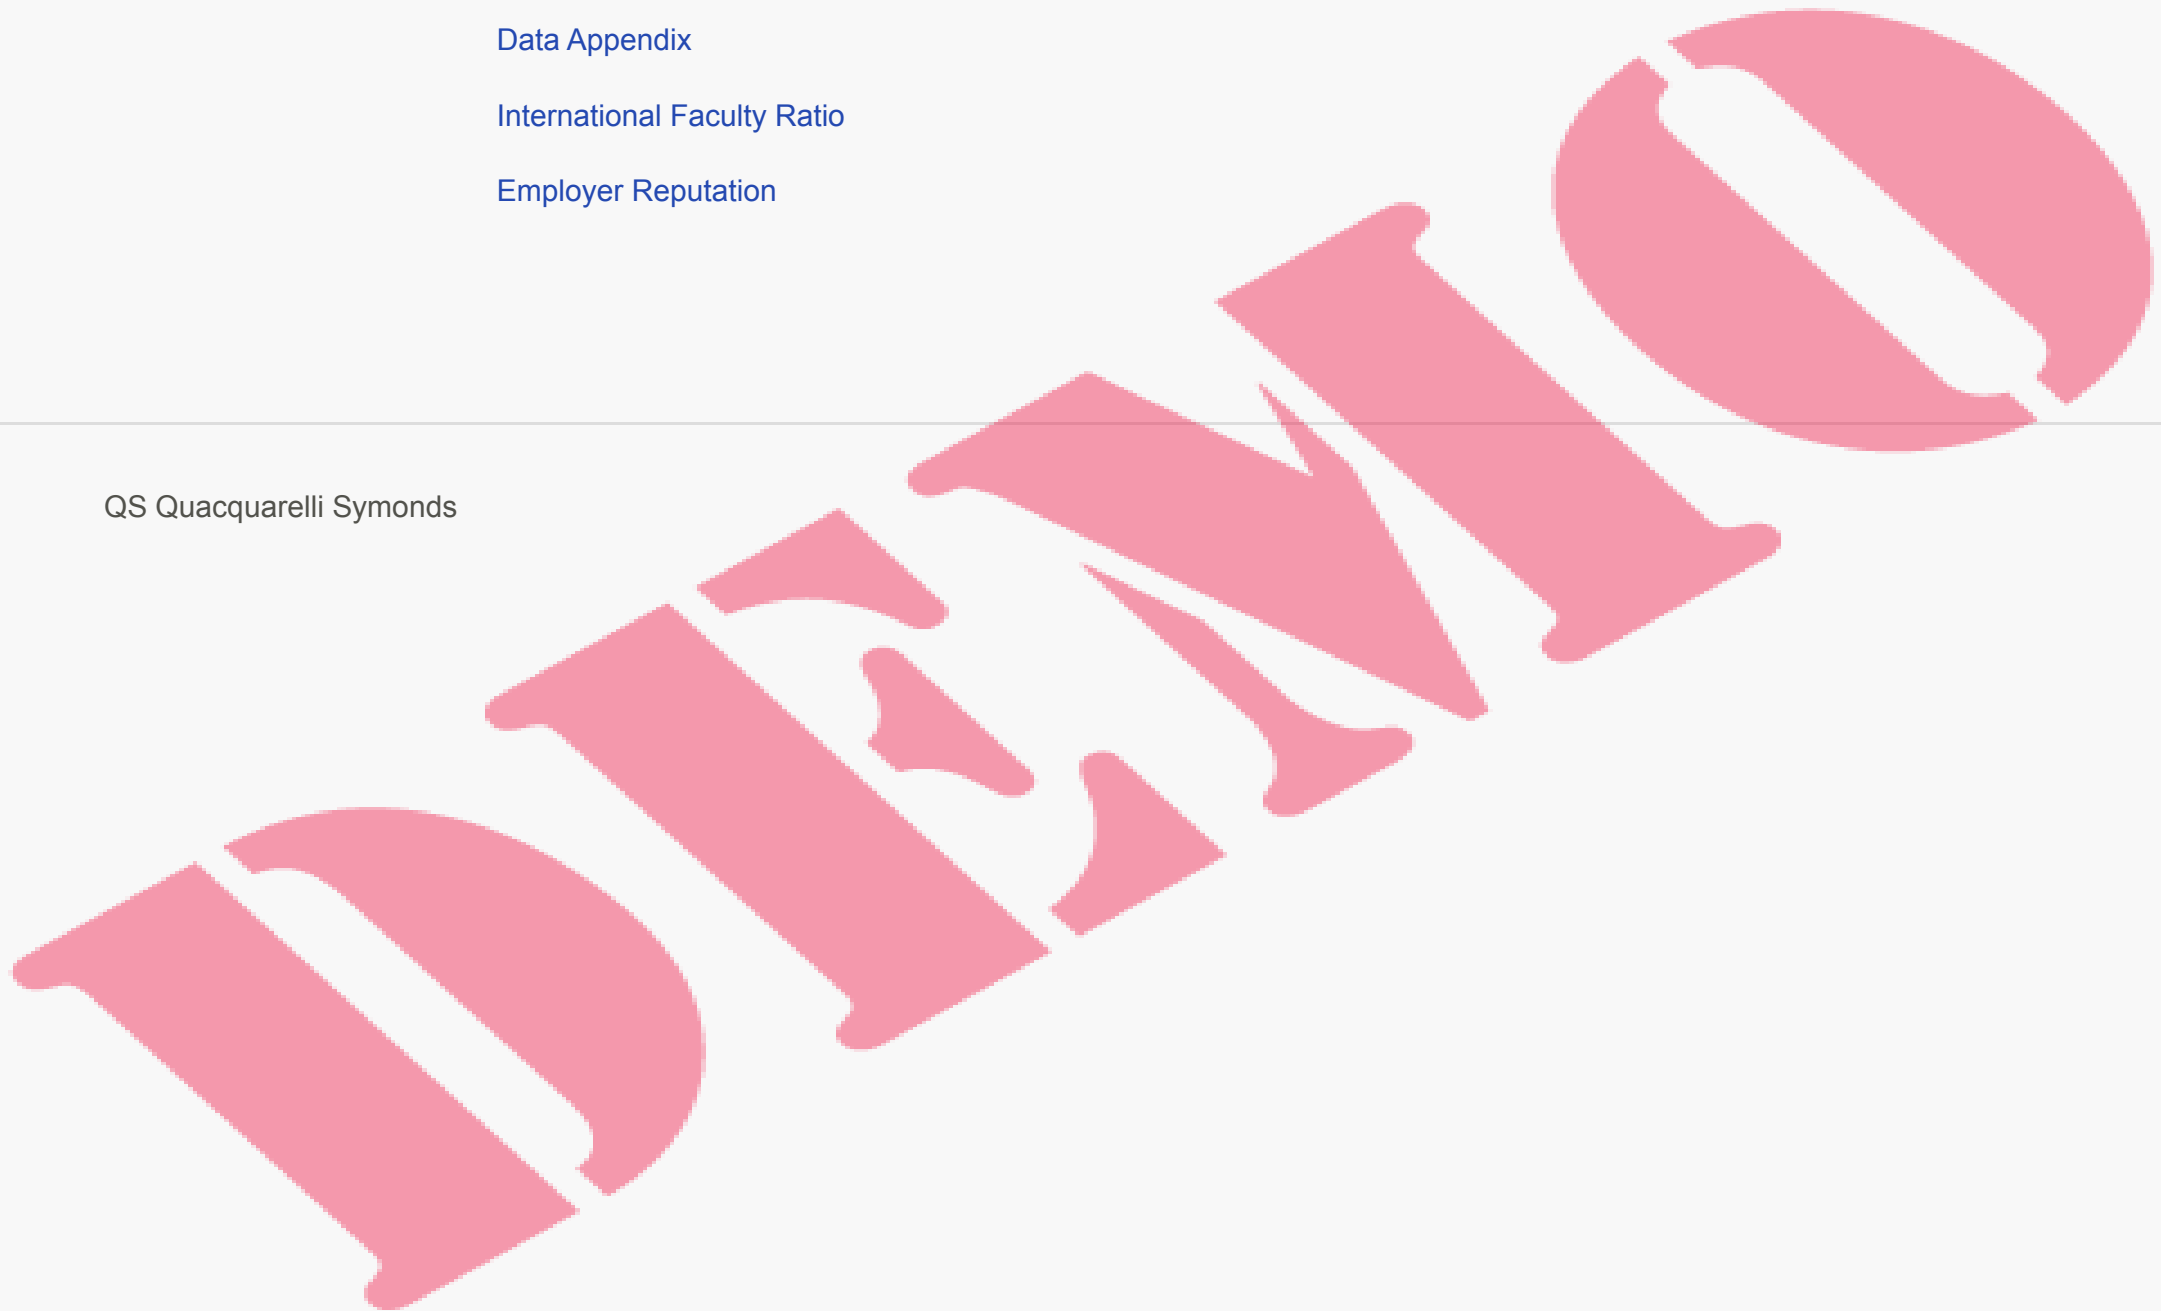 Data Appendix
International Faculty Ratio
Employer Reputation
QS Quacquarelli Symonds
DEMO